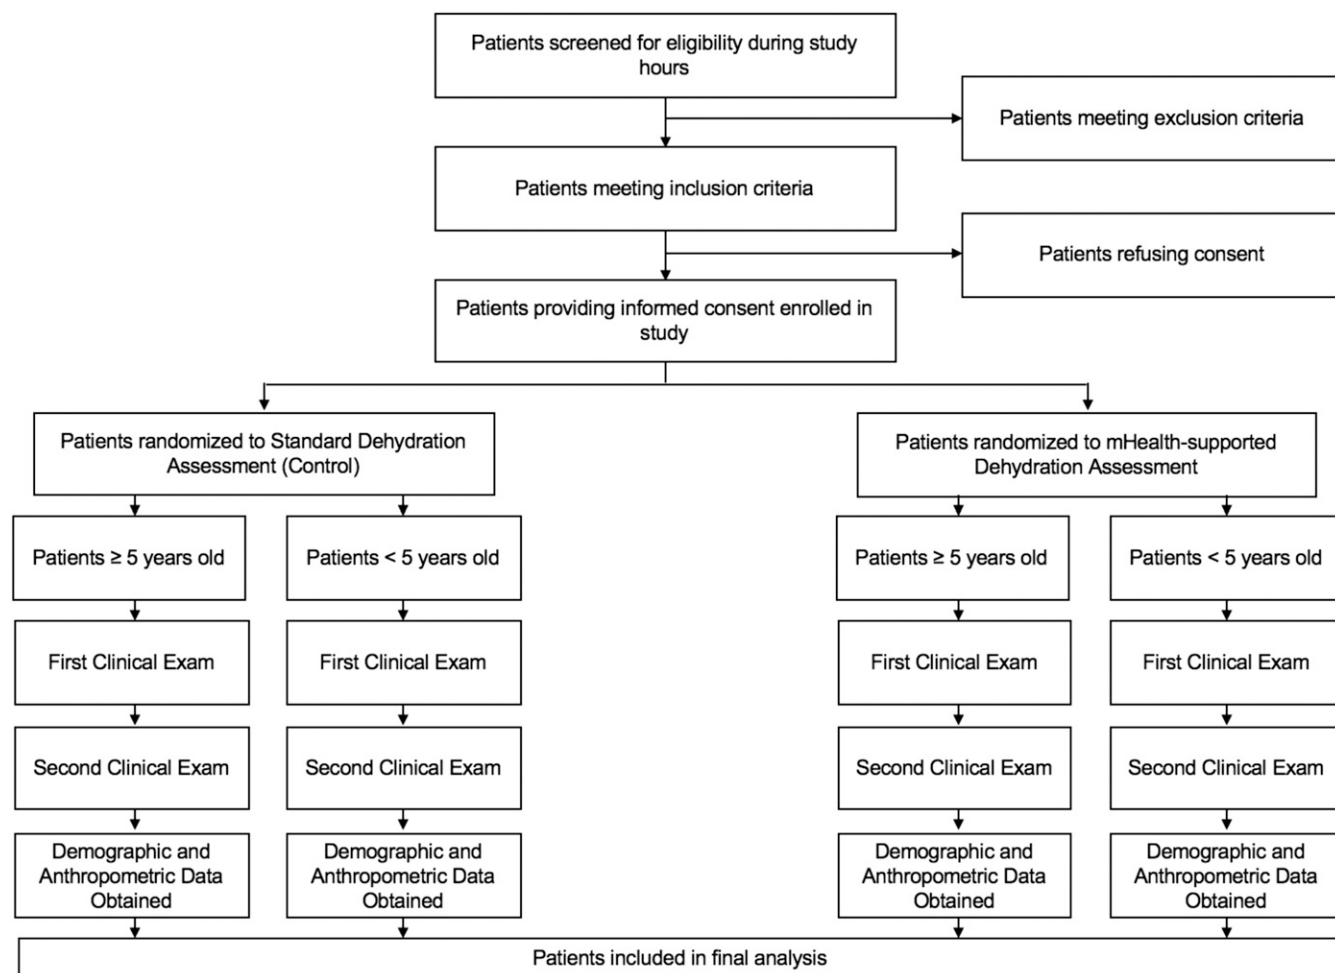 Patients screened for eligibility during study
hours
Patients meeting exclusion criteria
Patients meeting inclusion criteria
Patients refusing consent
Patients providing informed consent enrolled in
study
Patients randomized to Standard Dehydration
Assessment (Control)
Patients randomized to mHealth-supported
Dehydration Assessment
Patients ≥ 5 years old
Patients < 5 years old
Patients ≥ 5 years old
Patients < 5 years old
First Clinical Exam
First Clinical Exam
First Clinical Exam
First Clinical Exam
Second Clinical Exam
Second Clinical Exam
Second Clinical Exam
Second Clinical Exam
Demographic and
Anthropometric Data
Obtained
Demographic and
Anthropometric Data
Obtained
Demographic and
Anthropometric Data
Obtained
Demographic and
Anthropometric Data
Obtained
Patients included in final analysis